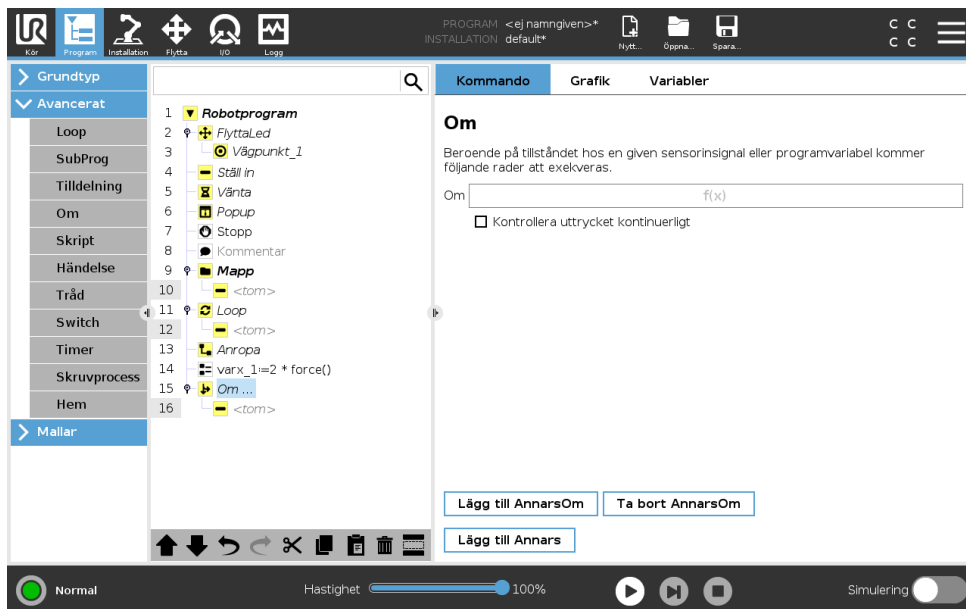 PROGRAM <ej namngiven>*
INSTALLATION default*
Kör
Program
Installation
Flytta
I/O
Logg
Nytt...
Öppna...
Spara...
C C
C C
Grundtyp
Avancerat
Loop
SubProg
Tilldelning
Om
Skript
Händelse
Tråd
Switch
Timer
Skruvprocess
Hem
Mallar
1 Robotprogram
2 FlyttaLed
3 Vägpunkt_1
4 Ställ in
5 Vänta
6 Popup
7 Stopp
8 Kommentar
9 Mapp
10 <tom>
11 Loop
12 <tom>
13 Anropa
14 varx_1:=2 * force()
15 Om ...
16 <tom>
Kommando
Grafik
Variabler
Om
Beroende på tillståndet hos en given sensorinsignal eller programvariabel kommer
följande rader att exekveras.
Om f(x)
Kontrollera uttrycket kontinuerligt
Lägg till AnnarsOm
Ta bort AnnarsOm
Lägg till Annars
Normal
Hastighet
100%
Simulering